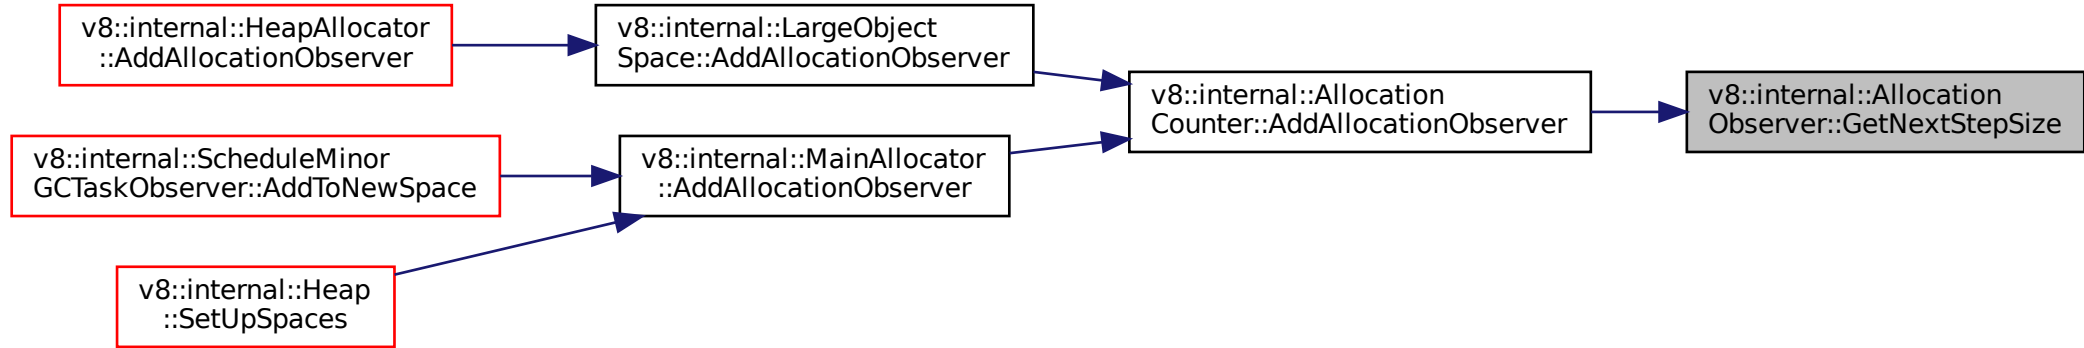 v8::internal::HeapAllocator
::AddAllocationObserver
v8::internal::LargeObject
Space::AddAllocationObserver
v8::internal::Allocation
Counter::AddAllocationObserver
v8::internal::Allocation
Observer::GetNextStepSize
v8::internal::ScheduleMinor
GCTaskObserver::AddToNewSpace
v8::internal::MainAllocator
::AddAllocationObserver
v8::internal::Heap
::SetUpSpaces